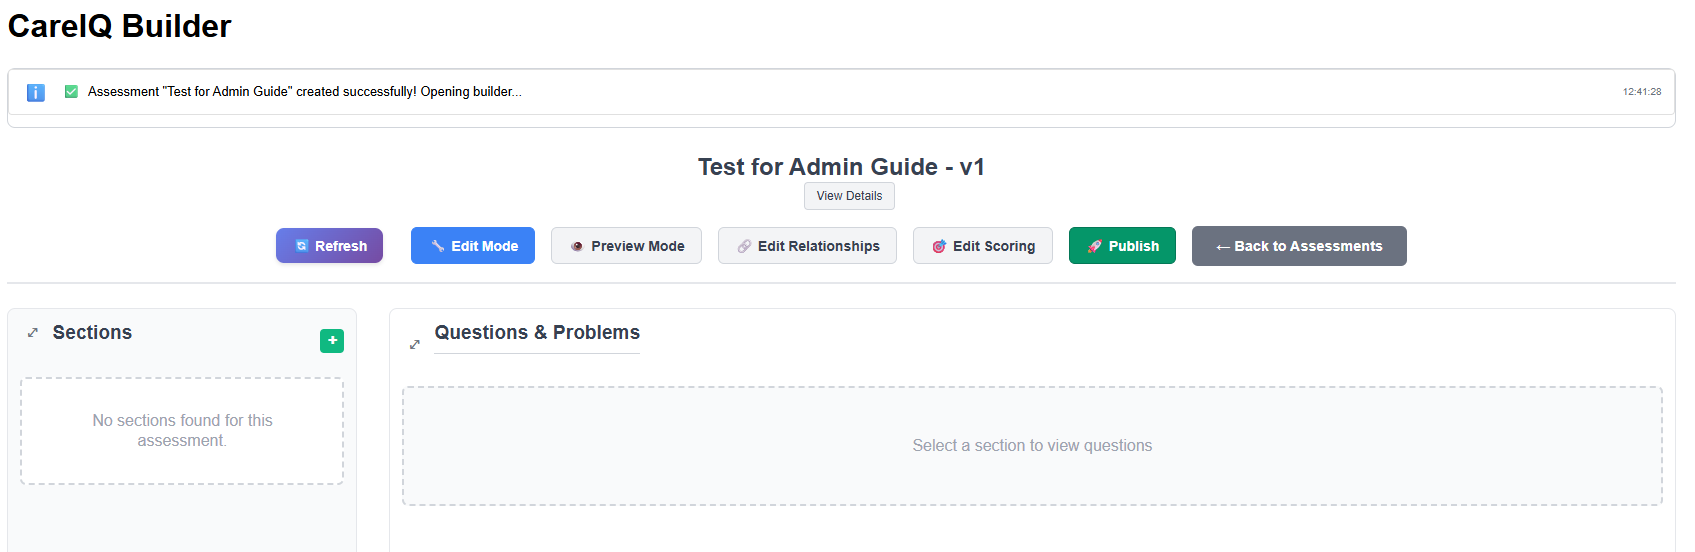 CareIQ Builder
Assessment "Test for Admin Guide" created successfully! Opening builder...
12:41:28
Test for Admin Guide - v1
View Details
Refresh
Edit Mode
Preview Mode
Edit Relationships
Edit Scoring
Publish
← Back to Assessments
Sections
+
Questions & Problems
No sections found for this
assessment.
Select a section to view questions